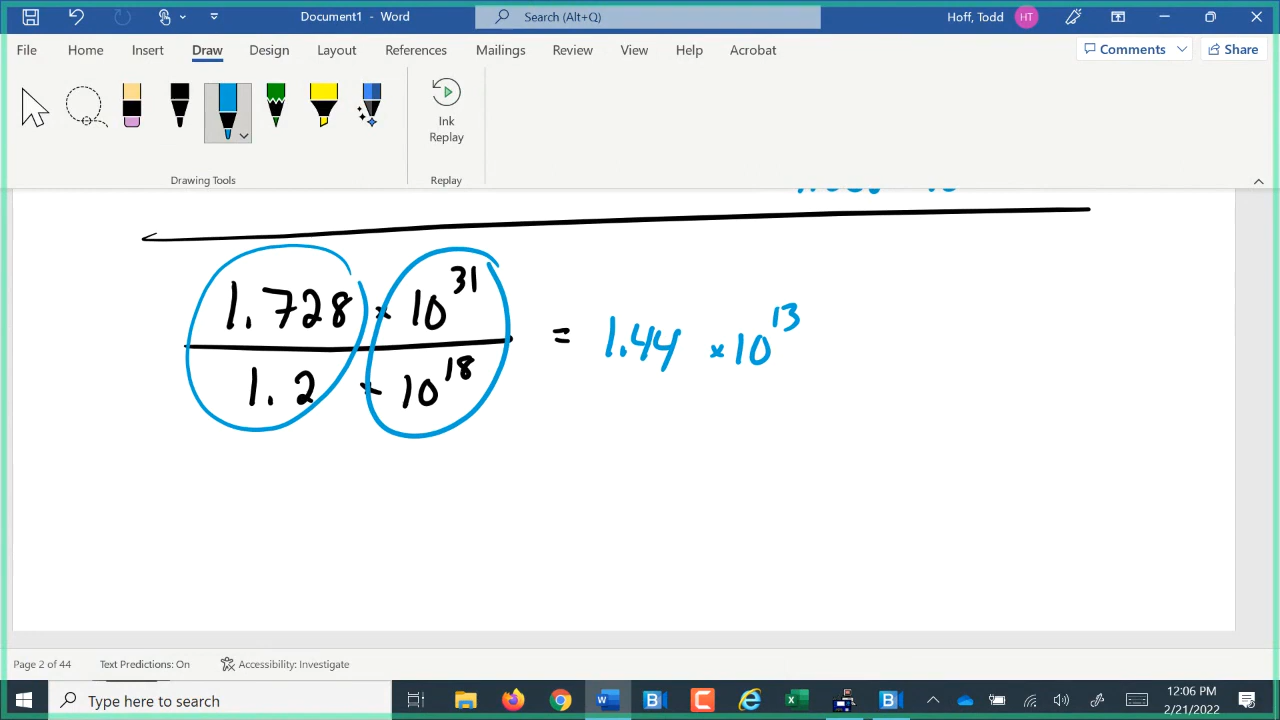 Document1 - Word
Search (Alt+Q)
Hoff, Todd
HT
File Home Insert Draw Design Layout References Mailings Review View Help Acrobat
Comments
Share
Ink
Replay
Drawing Tools
Replay
1.728 × 10^31
1.2 × 10^18
= 1.44 × 10^13
Page 2 of 44
Text Predictions: On
Accessibility: Investigate
Type here to search
12:06 PM
2/21/2022